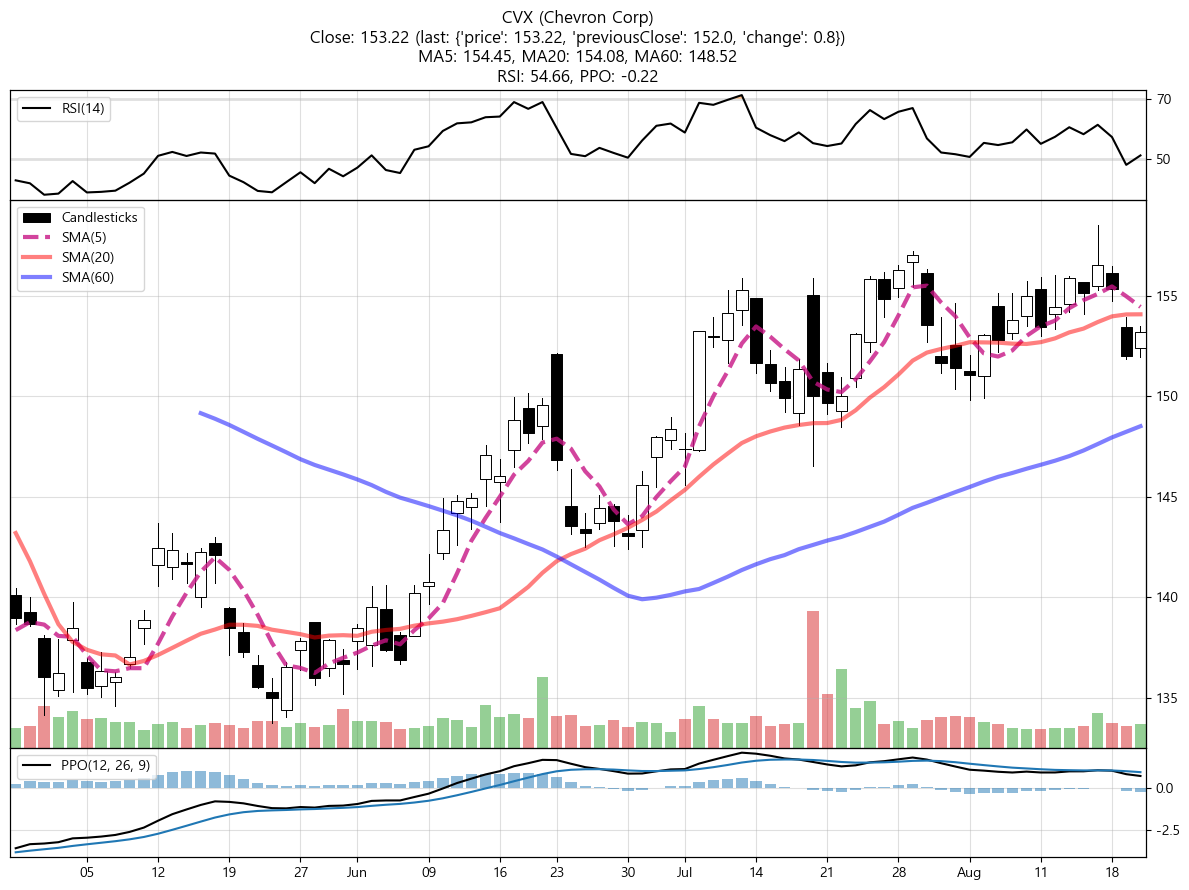 CVX (Chevron Corp)
Close: 153.22 (last: {'price': 153.22, 'previousClose': 152.0, 'change': 0.8})
MA5: 154.45, MA20: 154.08, MA60: 148.52
RSI: 54.66, PPO: -0.22
RSI(14)
70
50
Candlesticks
SMA(5)
SMA(20)
SMA(60)
155
150
145
140
135
PPO(12, 26, 9)
0.0
−2.5
05 12 19 27 Jun 09 16 23 30 Jul 14 21 28 Aug 11 18